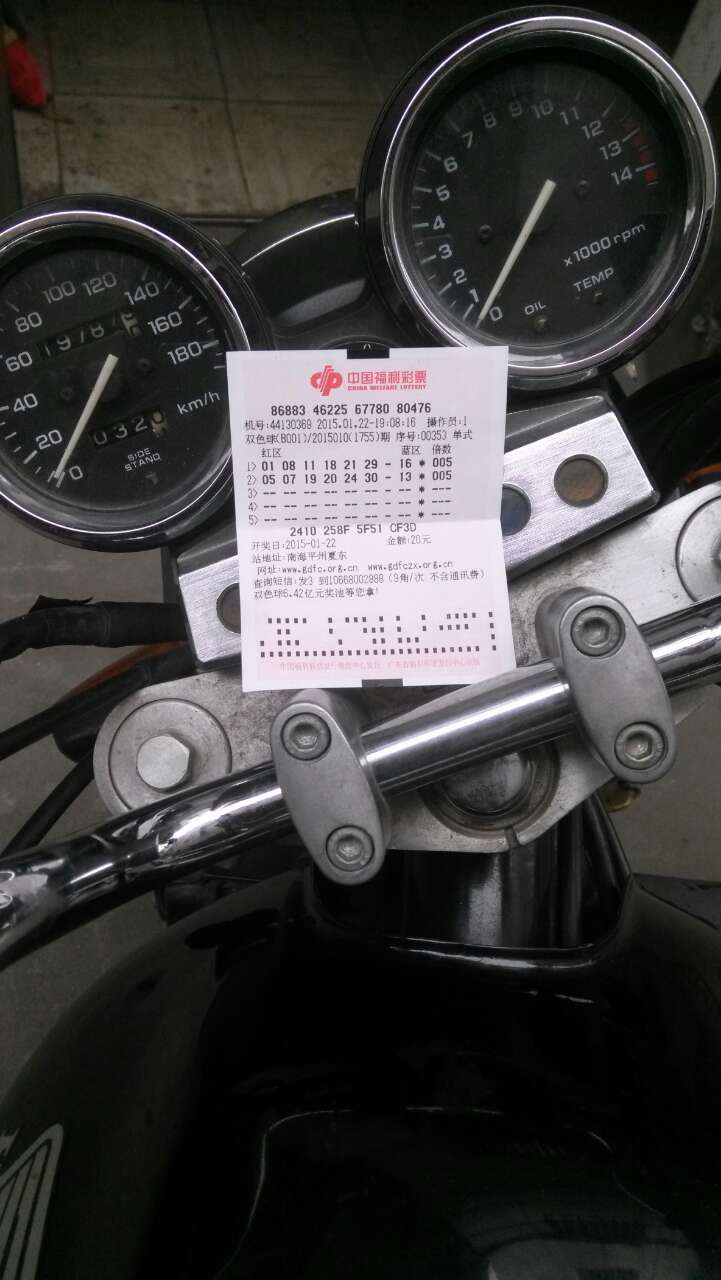 0 1 2 3 4 5 6 7 8 9 10 11 12 13 14
x1000 rpm
OIL
TEMP
0 20 40 60 80 100 120 140 160 180
km/h
SIDE
STAND
中国福利彩票
CHINA WELFARE LOTTERY
86883 46225 67780 80476
机号:44130369 2015.01.22-19:08:16 操作员:1
双色球(B001)/2015010(1755)期 序号:00353 单式
红区 蓝区 倍数
1> 01 08 11 18 21 29 - 16 * 005
2> 05 07 19 20 24 30 - 13 * 005
3> -- -- -- -- -- -- - -- * ---
4> -- -- -- -- -- -- - -- * ---
5> -- -- -- -- -- -- - -- * ---
2410 258F 5F51 CF3D
开奖日:2015-01-22 金额:20元
站地址:南海平州夏东
网址:www.gdfc.org.cn www.gdfczx.org.cn
查询短信:发3 到10668002888 (9角/次 不含通讯费)
双色球6.42亿元奖池等您拿!